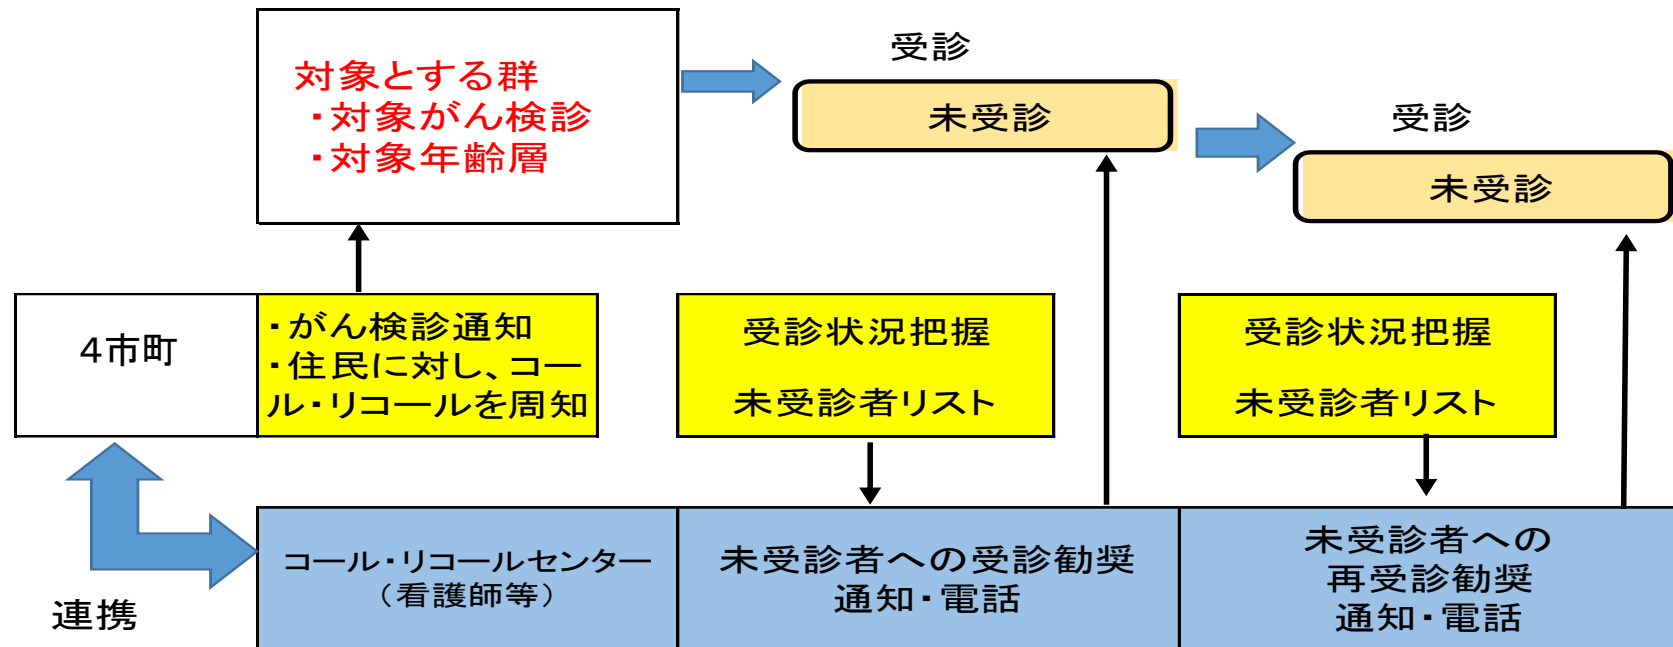 対象とする群
・対象がん検診
・対象年齢層
受診
未受診
受診
未受診
4市町
・がん検診通知
・住民に対し、コー
ル・リコールを周知
受診状況把握
未受診者リスト
受診状況把握
未受診者リスト
連携
コール・リコールセンター
（看護師等）
未受診者への受診勧奨
通知・電話
未受診者への
再受診勧奨
通知・電話